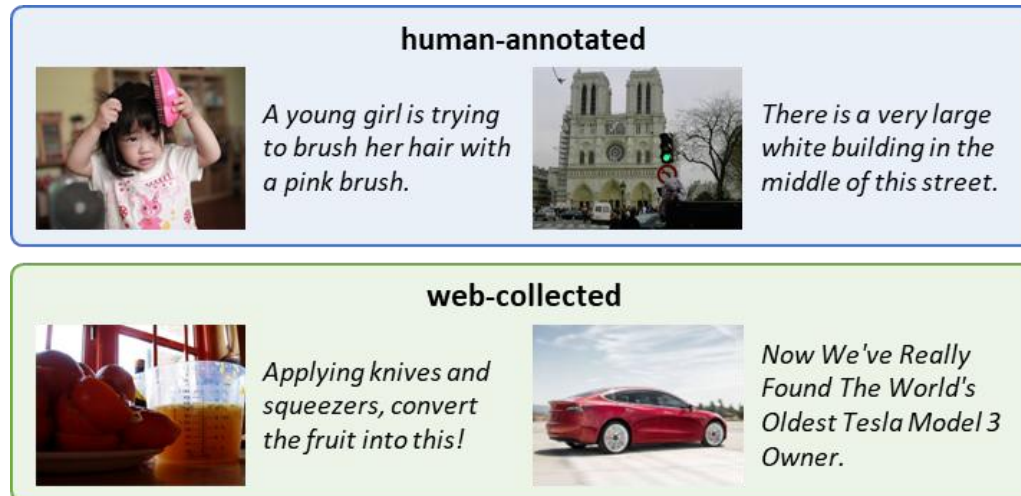 human-annotated
A young girl is trying
to brush her hair with
a pink brush.
There is a very large
white building in the
middle of this street.
web-collected
Applying knives and
squeezers, convert
the fruit into this!
Now We've Really
Found The World's
Oldest Tesla Model 3
Owner.